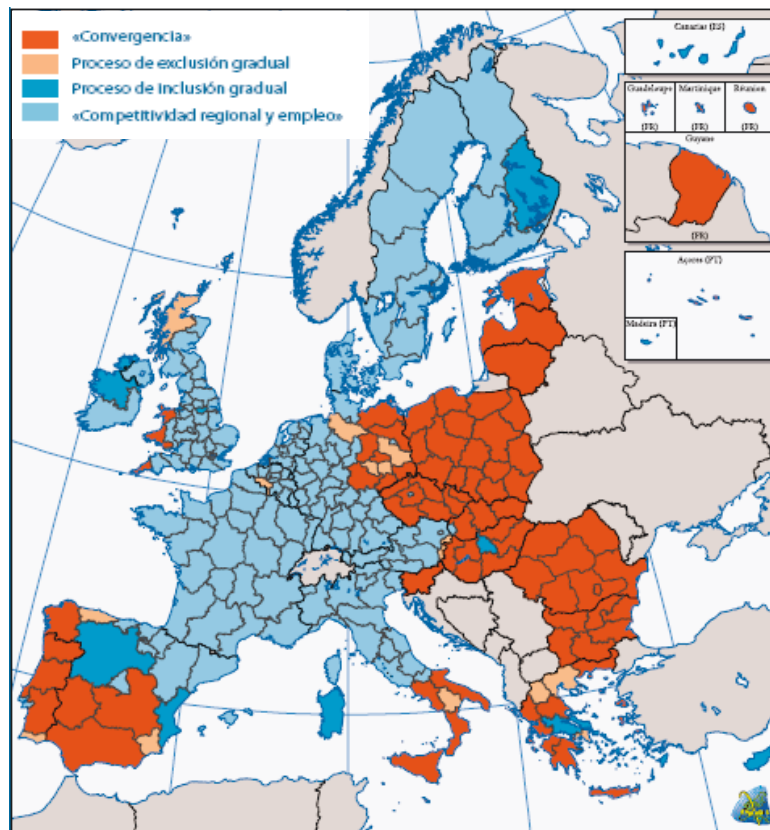 «Convergencia»
Proceso de exclusión gradual
Proceso de inclusión gradual
«Competitividad regional y empleo»
Canarias (ES)
Guadeloupe Martinique Réunion
(FR) (FR) (FR)
Guyane
(FR)
Açores (PT)
Madeira (PT)